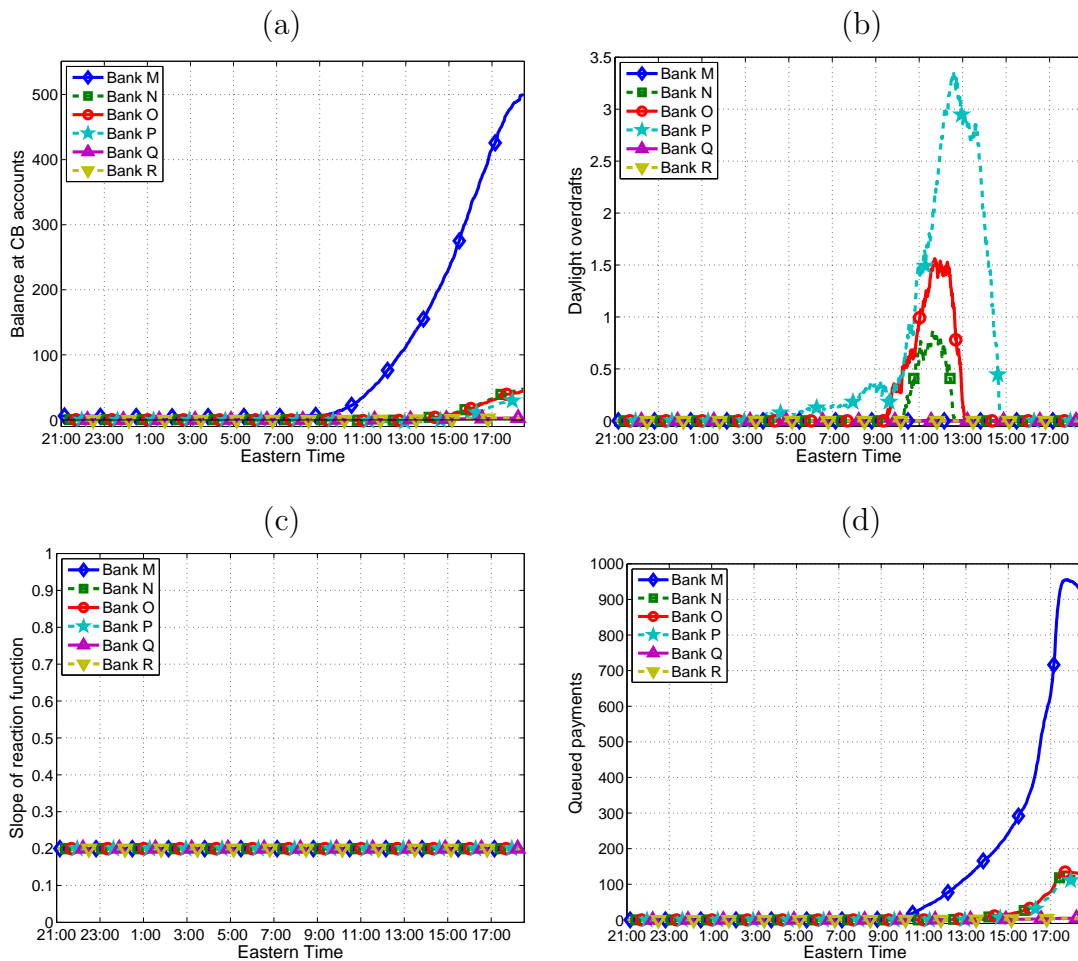 (a)
Balance at CB accounts
500
400
300
200
100
0
Bank M
Bank N
Bank O
Bank P
Bank Q
Bank R
21:00 23:00 1:00 3:00 5:00 7:00 9:00 11:00 13:00 15:00 17:00
Eastern Time
(b)
Daylight overdrafts
3.5
3
2.5
2
1.5
1
0.5
0
Bank M
Bank N
Bank O
Bank P
Bank Q
Bank R
21:00 23:00 1:00 3:00 5:00 7:00 9:00 11:00 13:00 15:00 17:00
Eastern Time
(c)
Slope of reaction function
1
0.9
0.8
0.7
0.6
0.5
0.4
0.3
0.2
0.1
0
Bank M
Bank N
Bank O
Bank P
Bank Q
Bank R
21:00 23:00 1:00 3:00 5:00 7:00 9:00 11:00 13:00 15:00 17:00
Eastern Time
(d)
Queued payments
1000
900
800
700
600
500
400
300
200
100
0
Bank M
Bank N
Bank O
Bank P
Bank Q
Bank R
21:00 23:00 1:00 3:00 5:00 7:00 9:00 11:00 13:00 15:00 17:00
Eastern Time